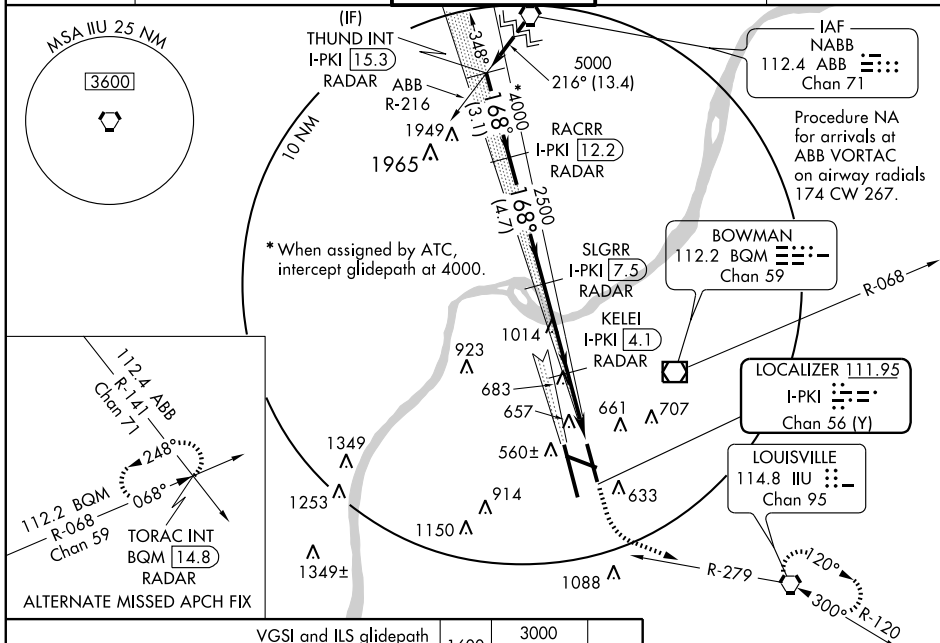 MSA IIU 25 NM
3600
(IF)
THUND INT
I-PKI 15.3
RADAR
348°
ABB
R-216
5000
216° (13.4)
*4000
168°
(3.1)
IAF
NABB
112.4 ABB
Chan 71
Procedure NA
for arrivals at
ABB VORTAC
on airway radials
174 CW 267.
10 NM
1949
1965
RACRR
I-PKI 12.2
RADAR
2500
168°
(4.7)
* When assigned by ATC,
intercept glidepath at 4000.
SLGRR
I-PKI 7.5
RADAR
BOWMAN
112.2 BQM
Chan 59
R-068
1014
KELEI
I-PKI 4.1
RADAR
923
683
657
661
707
560±
LOCALIZER 111.95
I-PKI
Chan 56 (Y)
LOUISVILLE
114.8 IIU
Chan 95
1349
1253
914
1150
633
1349±
1088
R-279
120°
300°
R-120
112.4 ABB
R-141
Chan 71
248°
068°
112.2 BQM
R-068
Chan 59
TORAC INT
BQM 14.8
RADAR
ALTERNATE MISSED APCH FIX
VGSI and ILS glidepath
3000